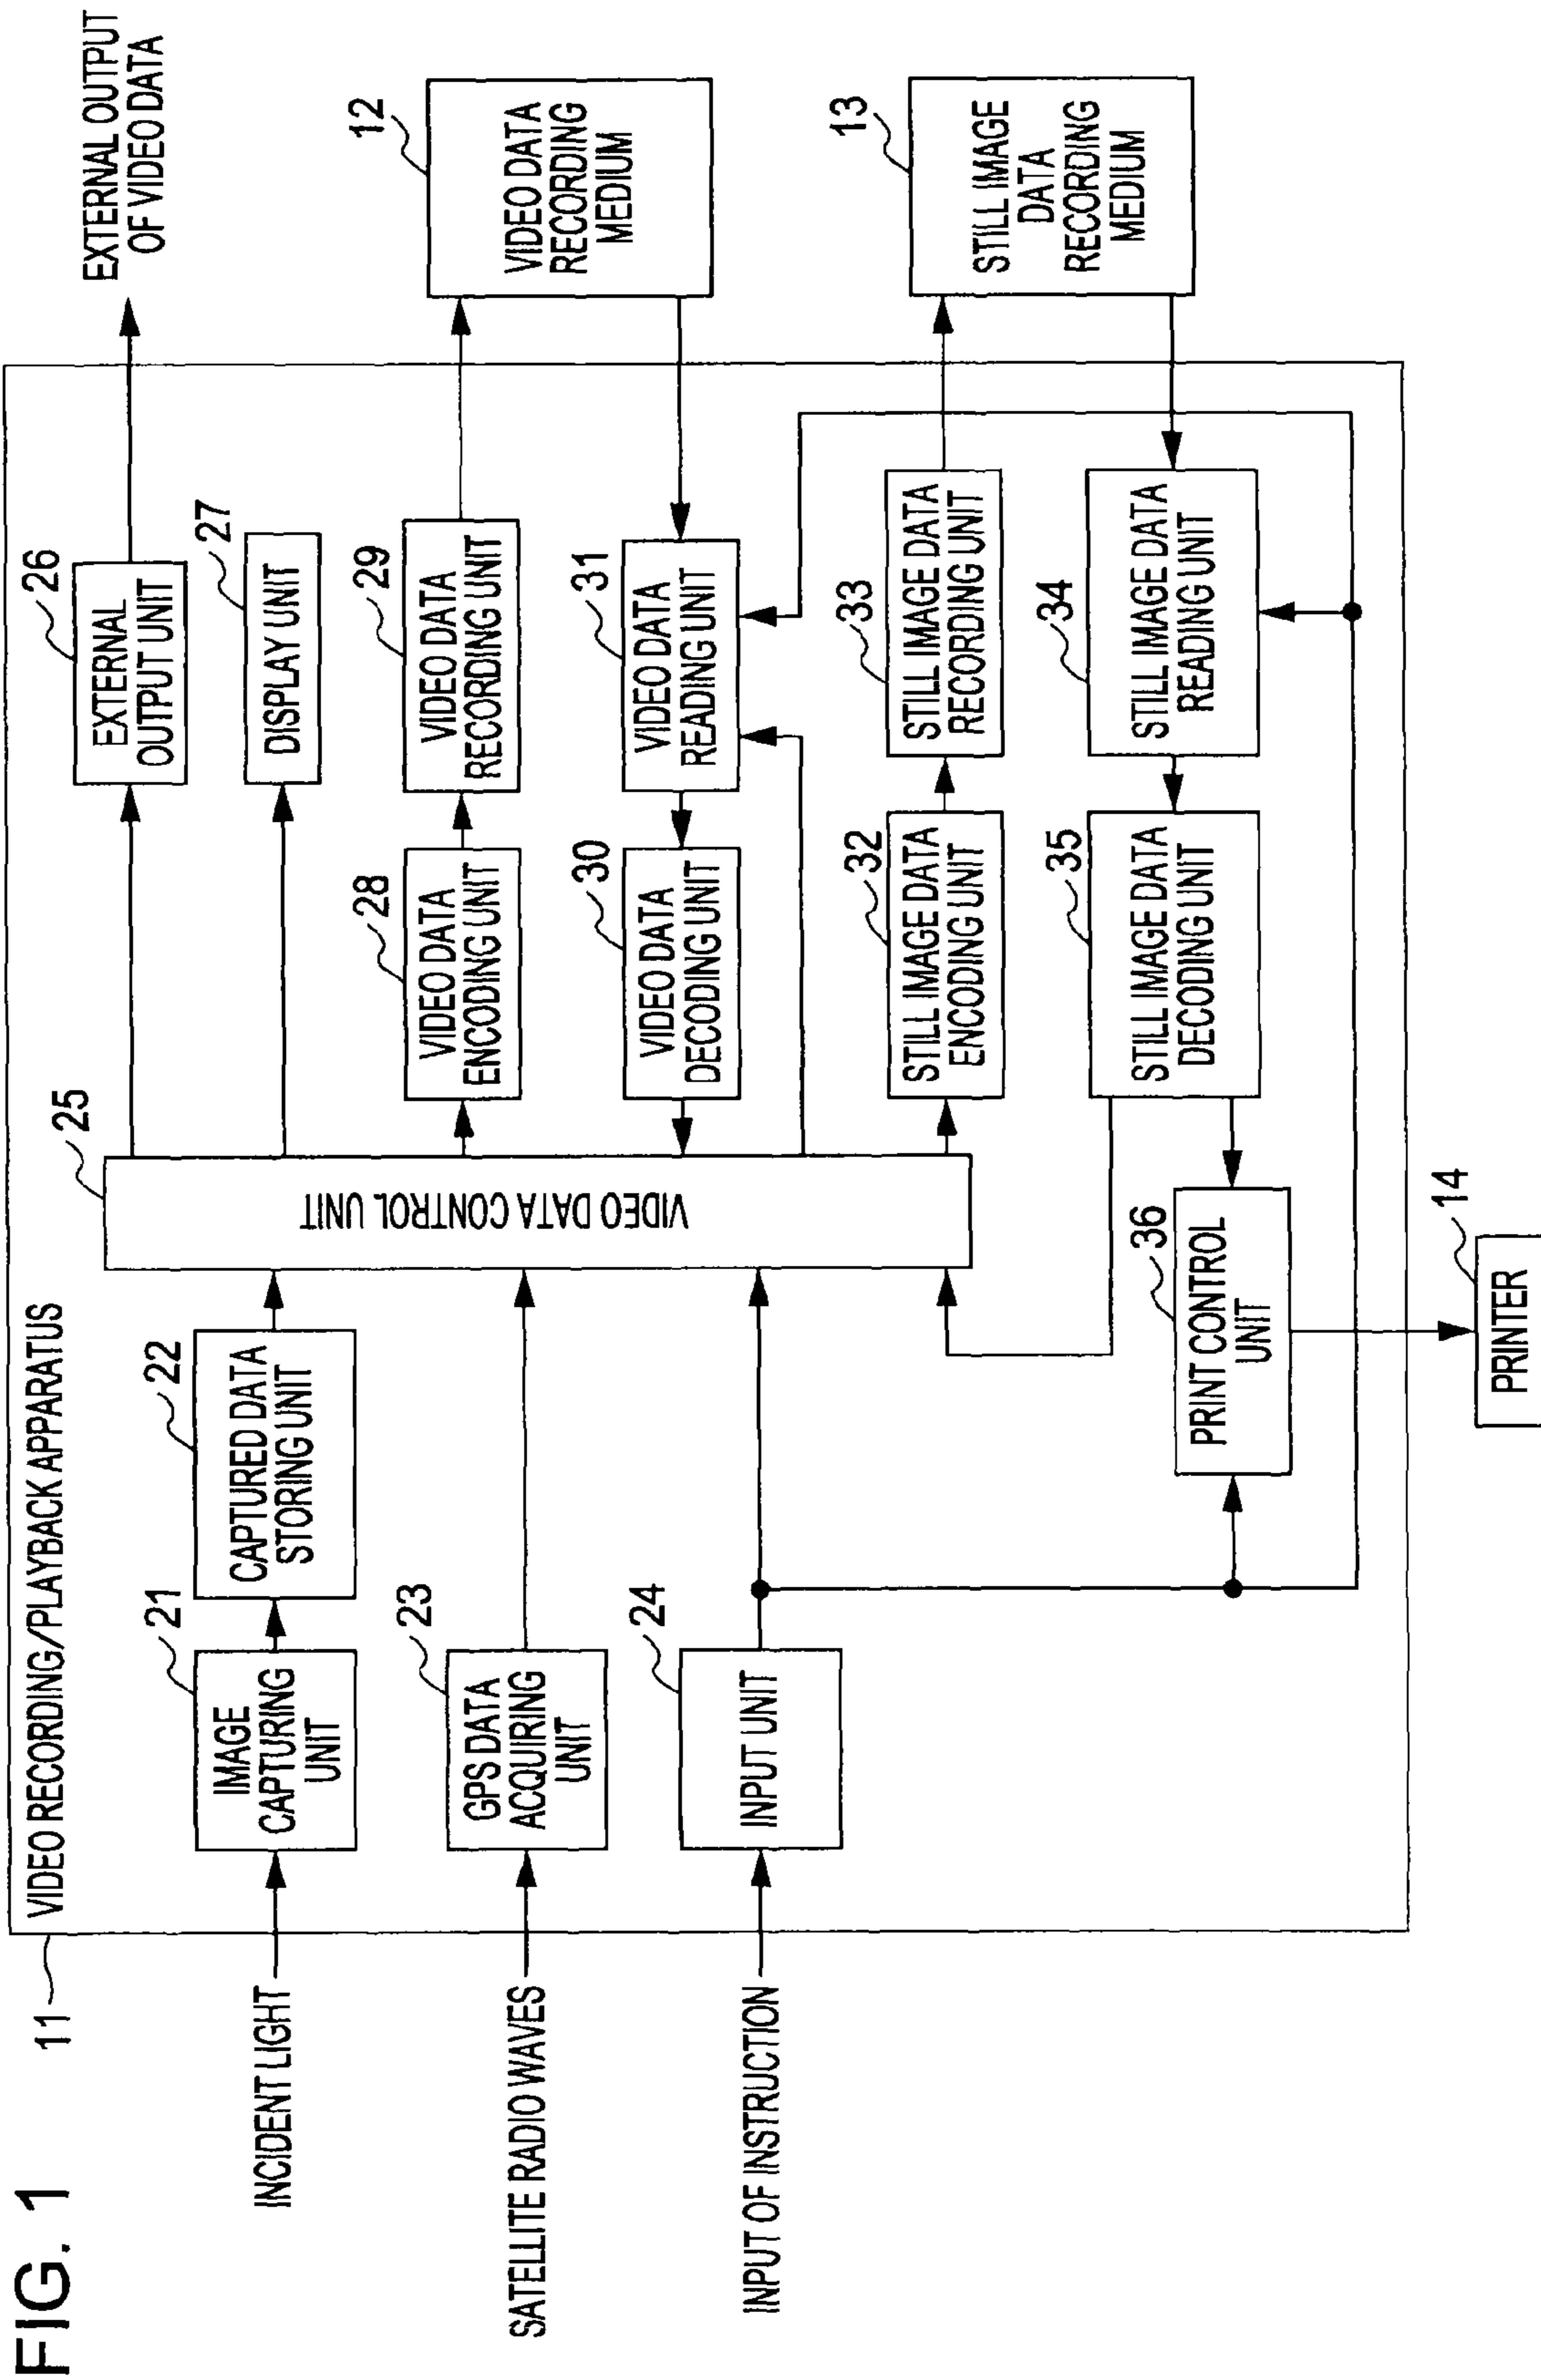 FIG. 1
11
VIDEO RECORDING/PLAYBACK APPARATUS
INCIDENT LIGHT
21
IMAGE
CAPTURING
UNIT
22
CAPTURED DATA
STORING UNIT
SATELLITE RADIO WAVES
23
GPS DATA
ACQUIRING
UNIT
INPUT OF INSTRUCTION
24
INPUT UNIT
25
VIDEO DATA CONTROL UNIT
26
EXTERNAL
OUTPUT UNIT
EXTERNAL OUTPUT
OF VIDEO DATA
27
DISPLAY UNIT
28
VIDEO DATA
ENCODING UNIT
29
VIDEO DATA
RECORDING UNIT
12
VIDEO DATA
RECORDING
MEDIUM
30
VIDEO DATA
DECODING UNIT
31
VIDEO DATA
READING UNIT
32
STILL IMAGE DATA
ENCODING UNIT
33
STILL IMAGE DATA
RECORDING UNIT
13
STILL IMAGE
DATA
RECORDING
MEDIUM
35
STILL IMAGE DATA
DECODING UNIT
34
STILL IMAGE DATA
READING UNIT
36
PRINT CONTROL
UNIT
14
PRINTER